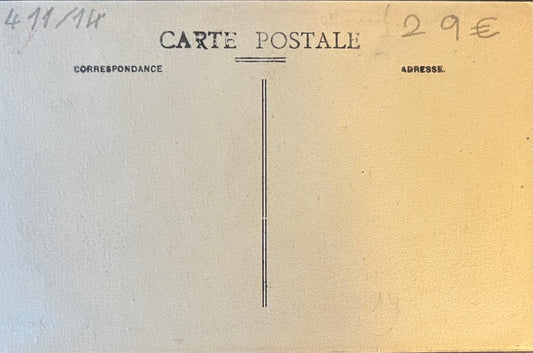 411/14 29€
CARTE POSTALE
CORRESPONDANCE ADRESSE.